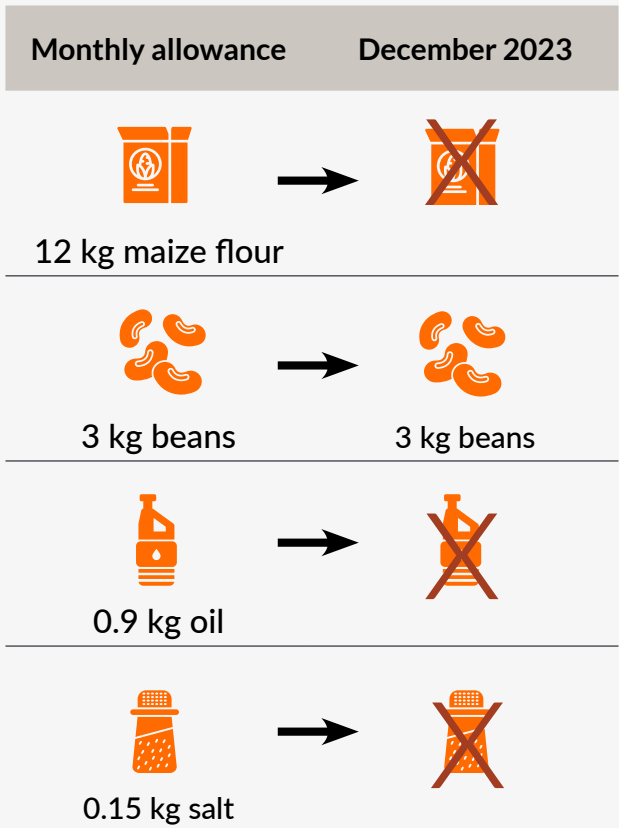 Monthly allowance December 2023
12 kg maize flour
3 kg beans 3 kg beans
0.9 kg oil
0.15 kg salt